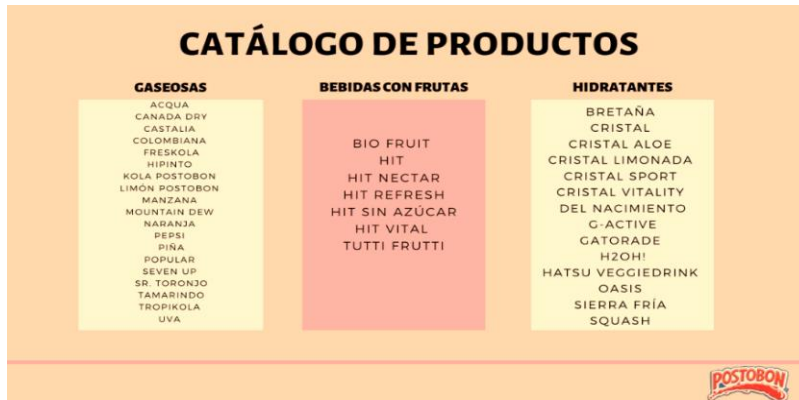 CATÁLOGO DE PRODUCTOS
GASEOSAS
ACQUA
CANADA DRY
CASTALIA
COLOMBIANA
FRESKOLA
HIPINTO
KOLA POSTOBON
LIMÓN POSTOBON
MANZANA
MOUNTAIN DEW
NARANJA
PEPSI
PIÑA
POPULAR
SEVEN UP
SR. TORONJO
TAMARINDO
TROPIKOLA
UVA
BEBIDAS CON FRUTAS
BIO FRUIT
HIT
HIT NECTAR
HIT REFRESH
HIT SIN AZÚCAR
HIT VITAL
TUTTI FRUTTI
HIDRATANTES
BRETAÑA
CRISTAL
CRISTAL ALOE
CRISTAL LIMONADA
CRISTAL SPORT
CRISTAL VITALITY
DEL NACIMIENTO
G-ACTIVE
GATORADE
H2OH!
HATSU VEGGIEDRINK
OASIS
SIERRA FRÍA
SQUASH
POSTOBON